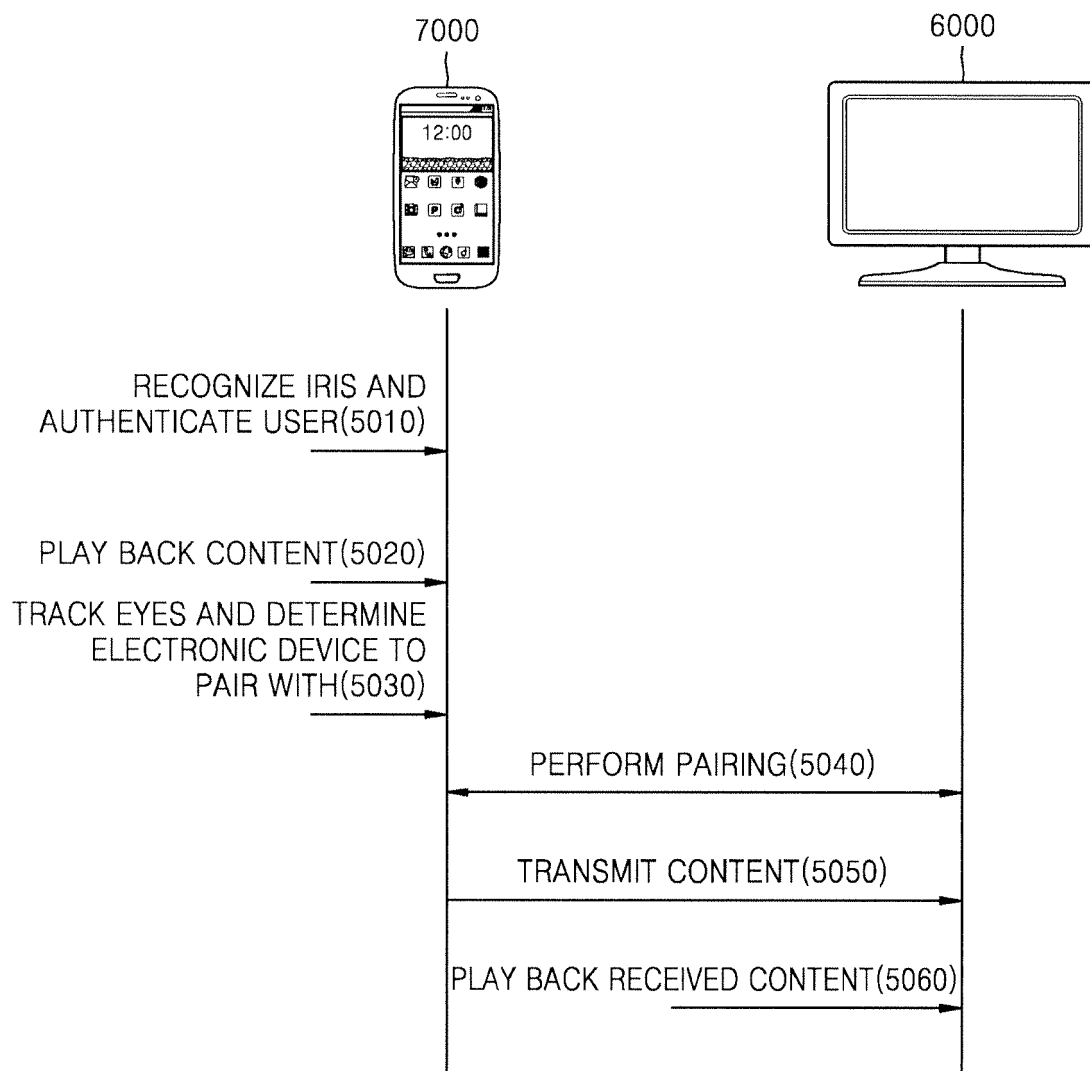 7000
6000
12:00
RECOGNIZE IRIS AND
AUTHENTICATE USER(5010)
PLAY BACK CONTENT(5020)
TRACK EYES AND DETERMINE
ELECTRONIC DEVICE TO
PAIR WITH(5030)
PERFORM PAIRING(5040)
TRANSMIT CONTENT(5050)
PLAY BACK RECEIVED CONTENT(5060)